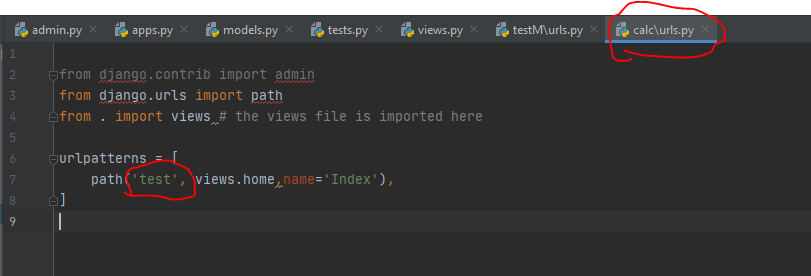 admin.py apps.py models.py tests.py views.py testM\urls.py calc\urls.py
1
2 from django.contrib import admin
3 from django.urls import path
4 from . import views # the views file is imported here
5
6 urlpatterns = [
7 path('test', views.home,name='Index'),
8 ]
9